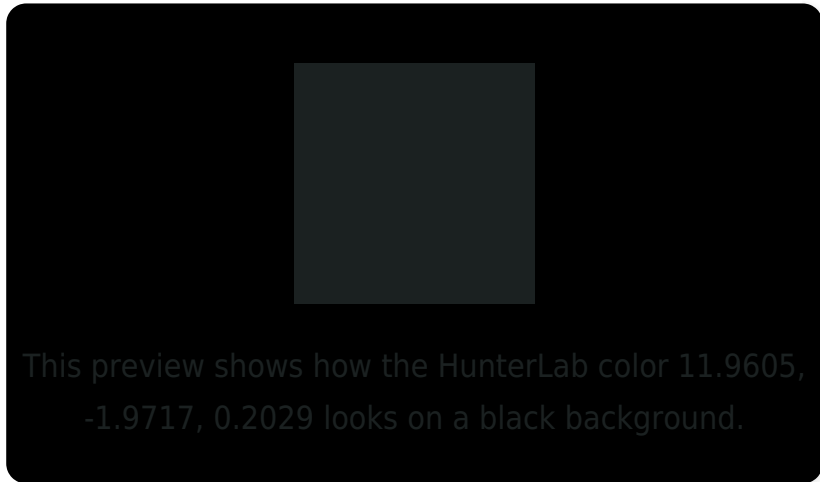 This preview shows how the HunterLab color 11.9605,
-1.9717, 0.2029 looks on a black background.